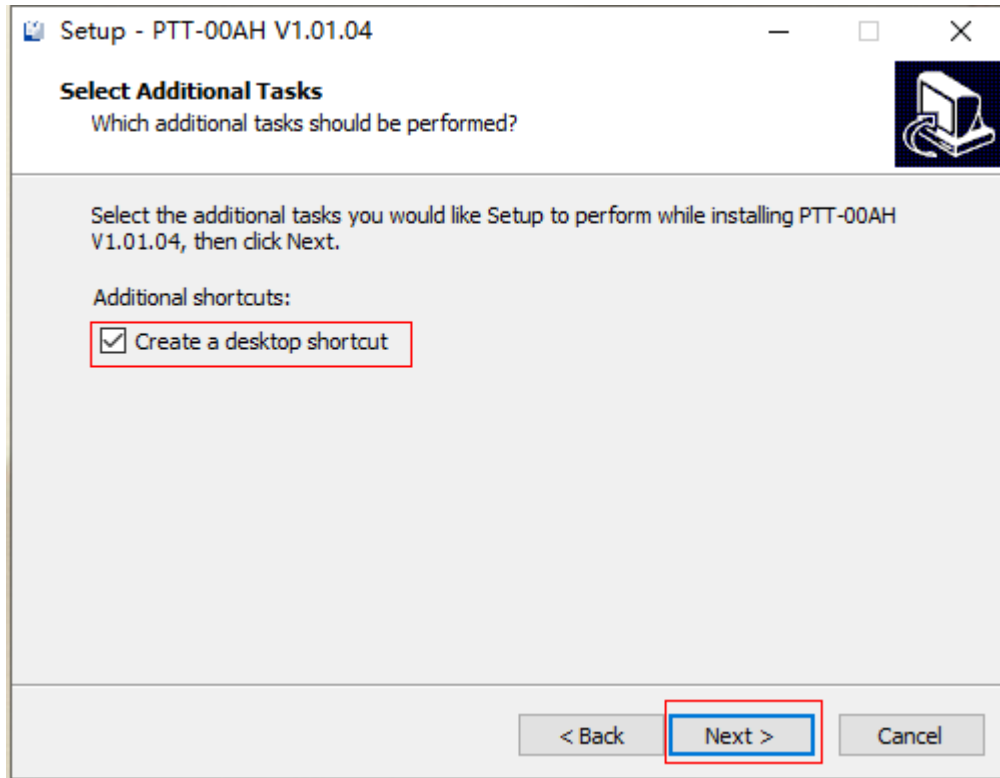 Setup - PTT-00AH V1.01.04
Select Additional Tasks
Which additional tasks should be performed?
Select the additional tasks you would like Setup to perform while installing PTT-00AH
V1.01.04, then click Next.
Additional shortcuts:
Create a desktop shortcut
< Back Next > Cancel